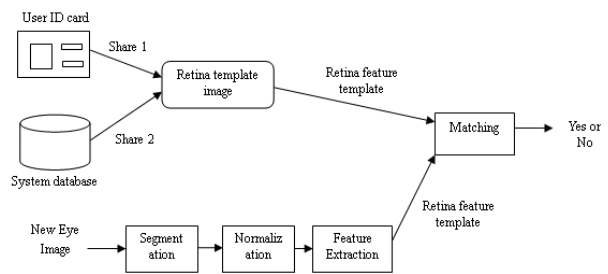 User ID card
Share 1
Retina template
image
Share 2
System database
Retina feature
template
Matching
Yes or
No
Retina feature
template
New Eye
Image
Segment
ation
Normaliz
ation
Feature
Extraction